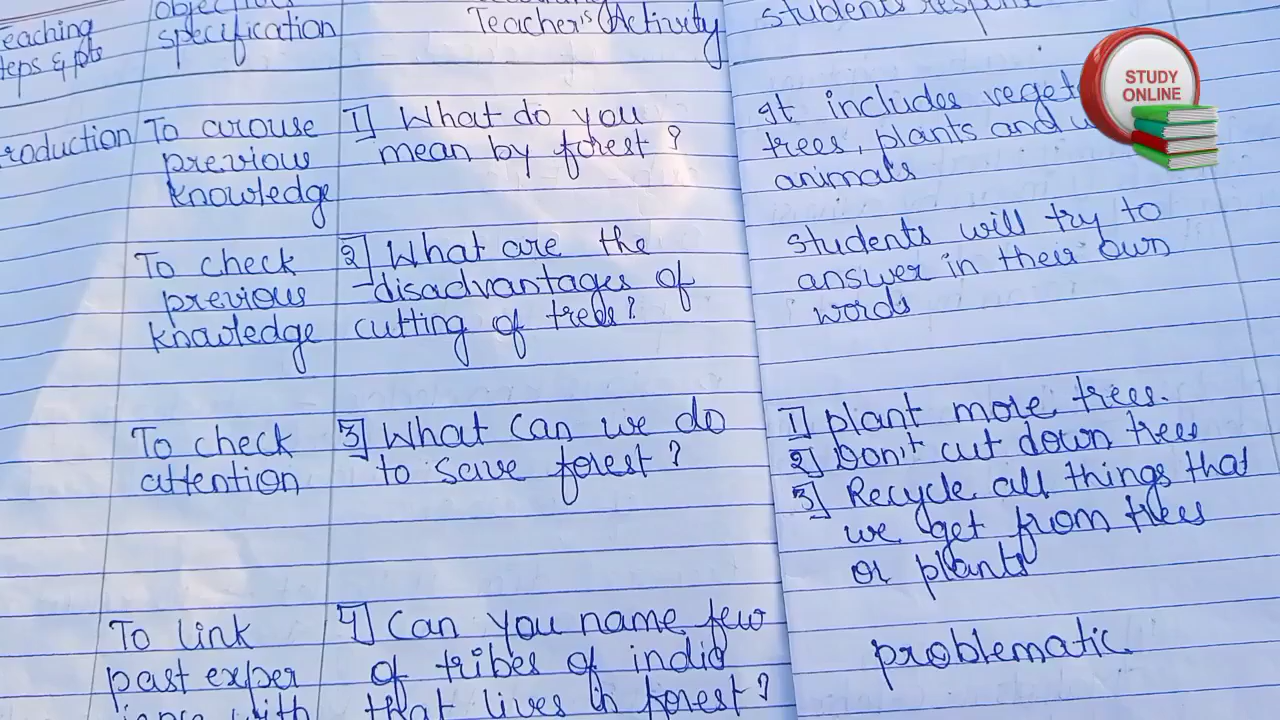 objectives
Teaching specification Teacher's Activity students respon
steps & pts
roduction To arouse 1) What do you It includes veget
previous mean by forest? trees, plants and w
knowledge animals
To check 2) What are the students will try to
previous disadvantages of answer in their own
knowledge cutting of trees? words
To check 3) What can we do 1) plant more trees.
attention to save forest? 2) Don't cut down trees
3) Recycle all things that
we get from trees
or plants
To link 4) Can you name few problematic.
past exper of tribes of india
ience with that lives in forest?
STUDY
ONLINE